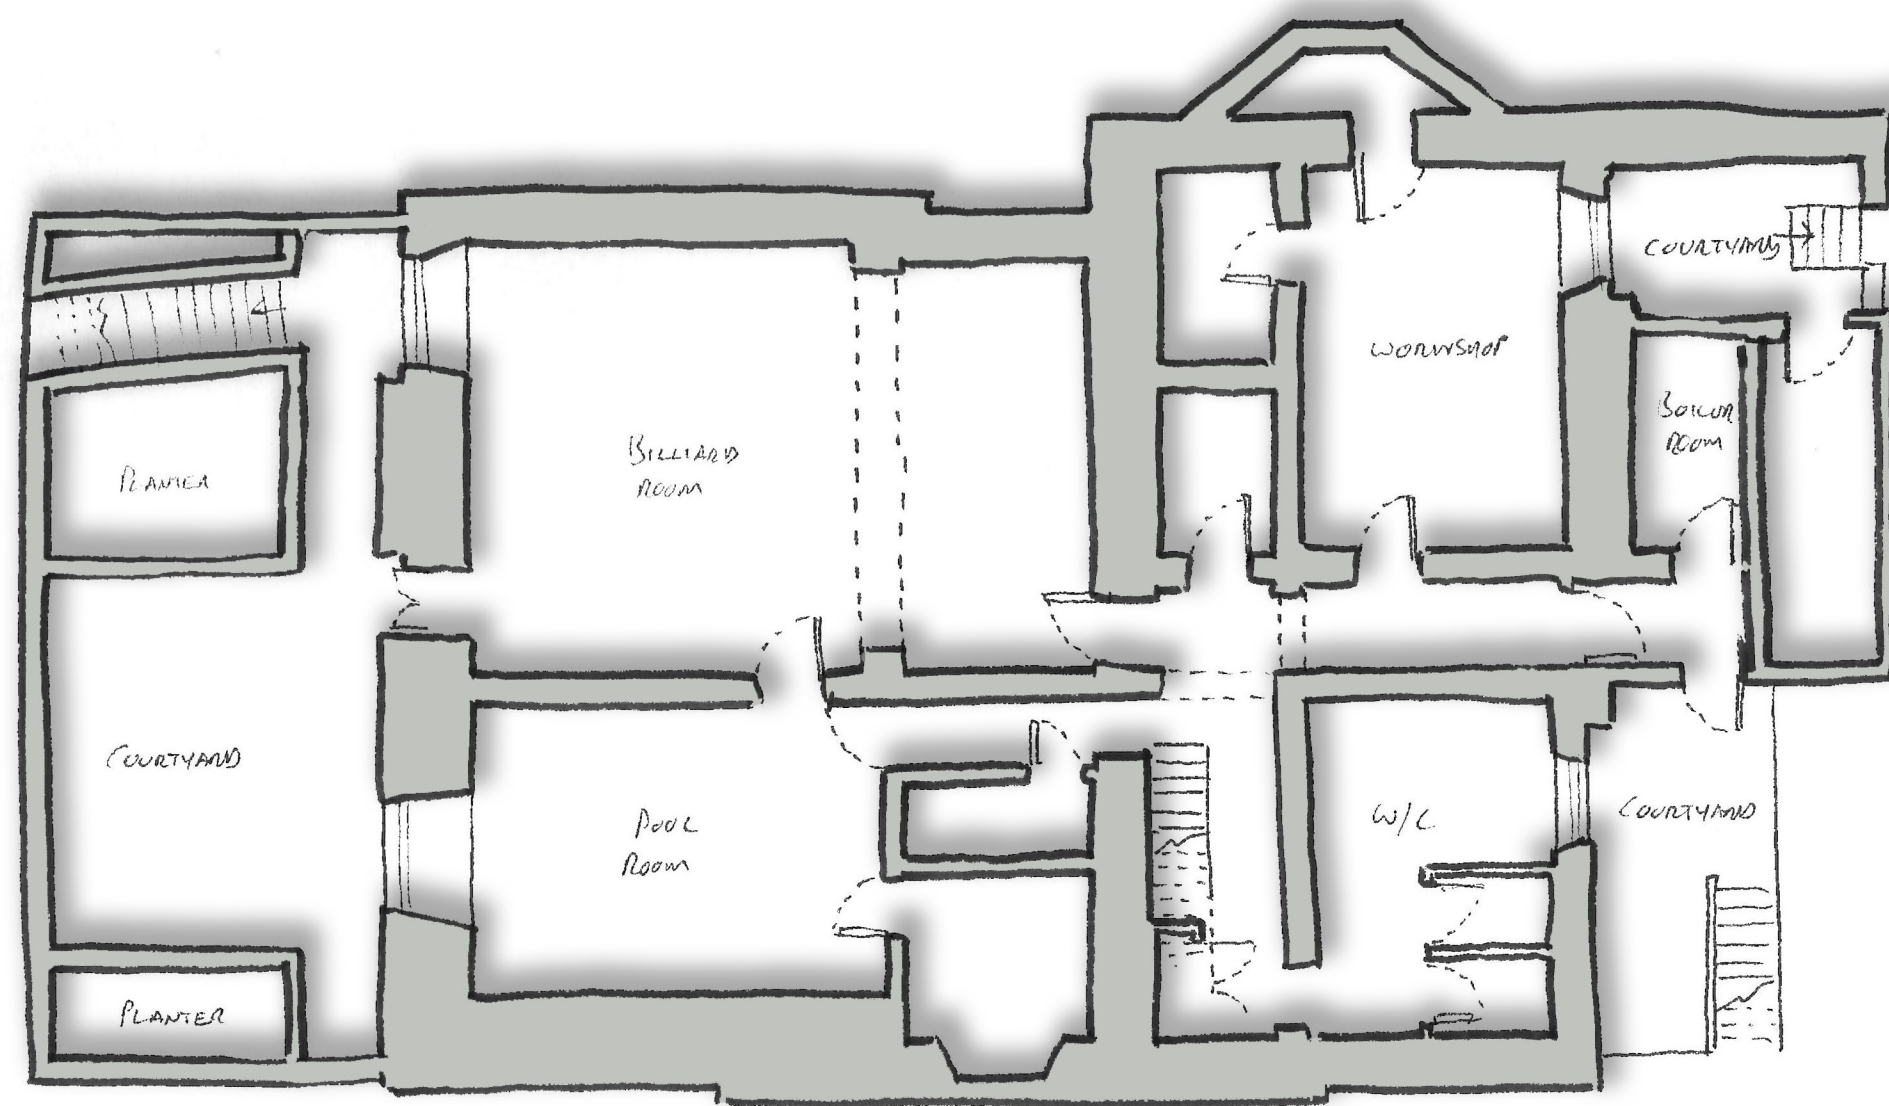 COURTYARD
WORKSHOP
BOILER
ROOM
BILLIARD
ROOM
PLANTER
COURTYARD
POOL
ROOM
W/C
COURTYARD
PLANTER